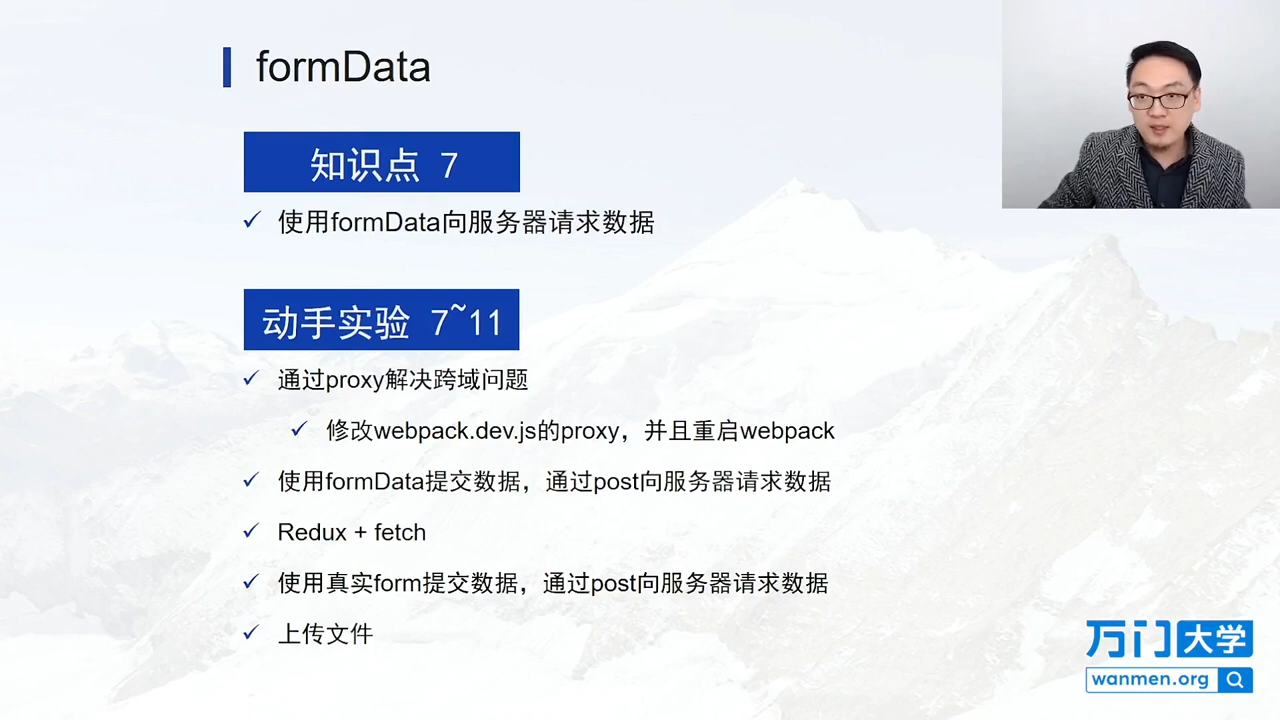 formData
知识点 7
使用formData向服务器请求数据
动手实验 7~11
通过proxy解决跨域问题
修改webpack.dev.js的proxy，并且重启webpack
使用formData提交数据，通过post向服务器请求数据
Redux + fetch
使用真实form提交数据，通过post向服务器请求数据
上传文件
万门大学
wanmen.org